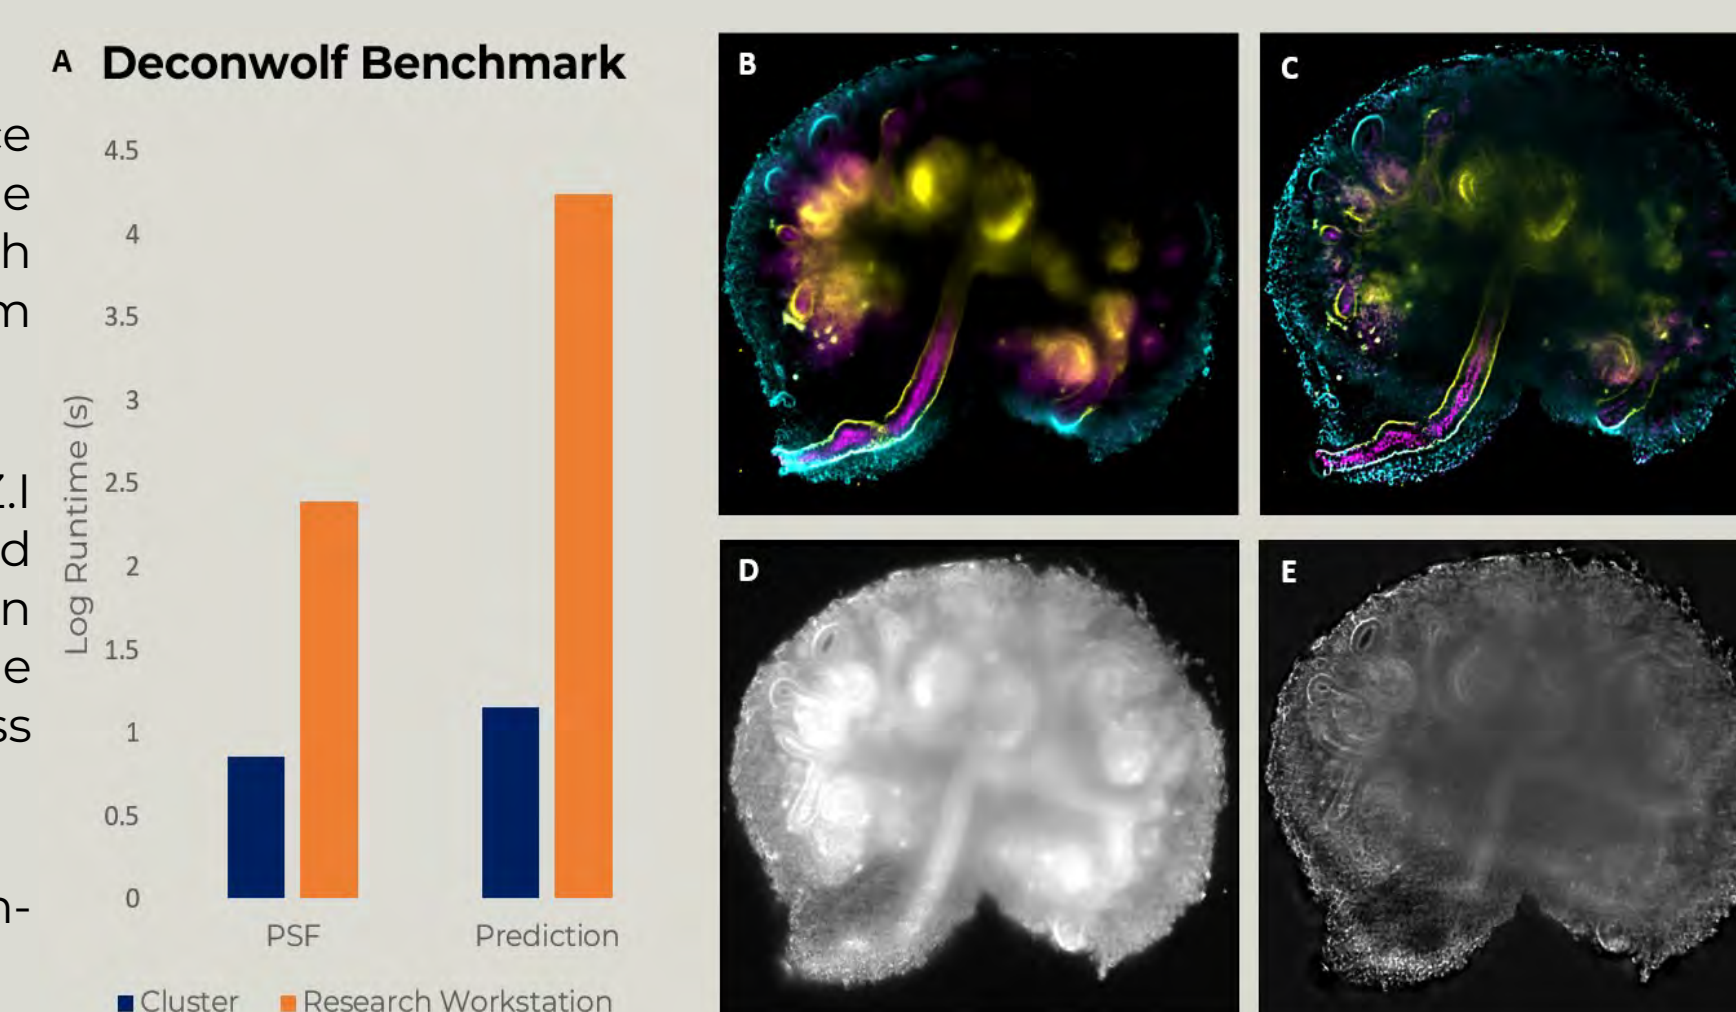 A Deconwolf Benchmark
4.5
4
3.5
3
2.5
2
1.5
1
0.5
0
Log Runtime (s)
PSF
Prediction
Cluster
Research Workstation
B
C
D
E
e
h
m
d
n
e